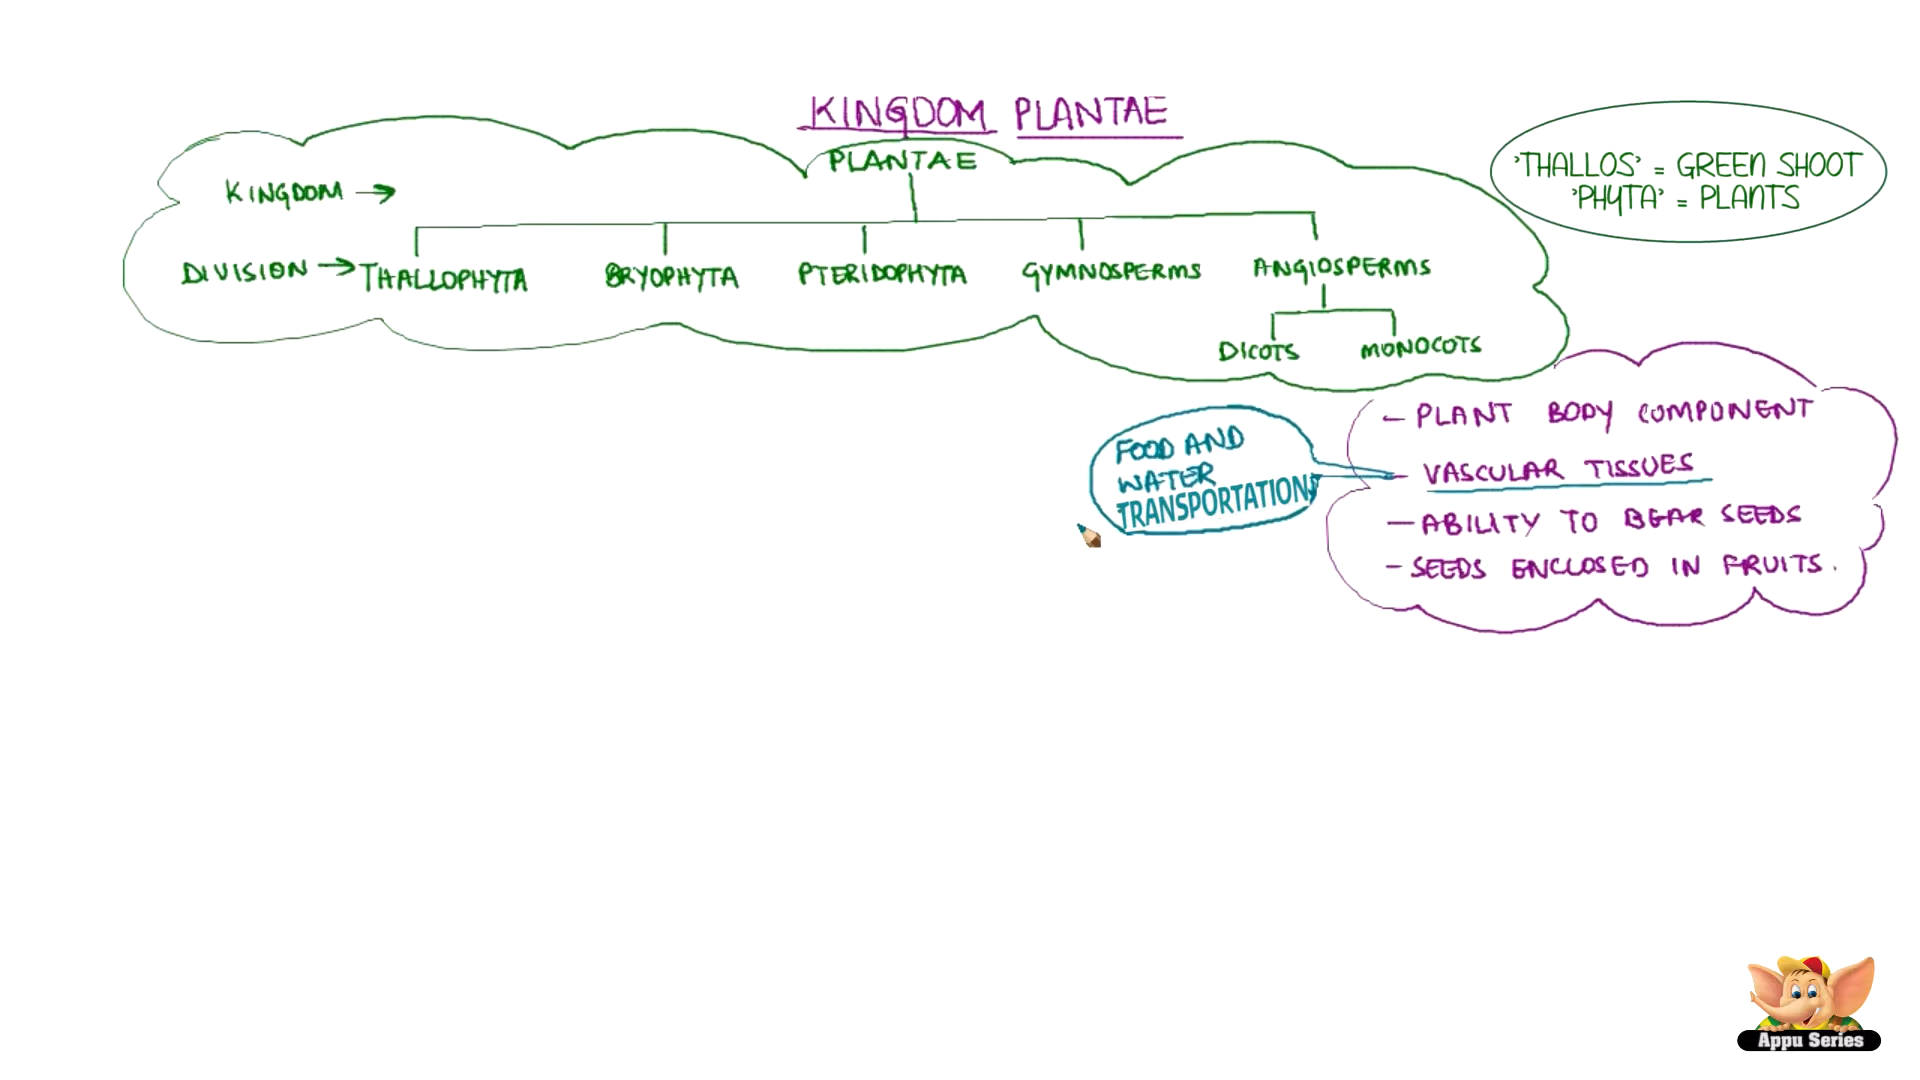 KINGDOM PLANTAE
'THALLOS' = GREEN SHOOT
'PHYTA' = PLANTS
PLANTAE
KINGDOM →
DIVISION → THALLOPHYTA BRYOPHYTA PTERIDOPHYTA GYMNOSPERMS ANGIOSPERMS
DICOTS MONOCOTS
- PLANT BODY COMPONENT
- VASCULAR TISSUES
- ABILITY TO BEAR SEEDS
- SEEDS ENCLOSED IN FRUITS.
FOOD AND
WATER
TRANSPORTATION
Appu Series